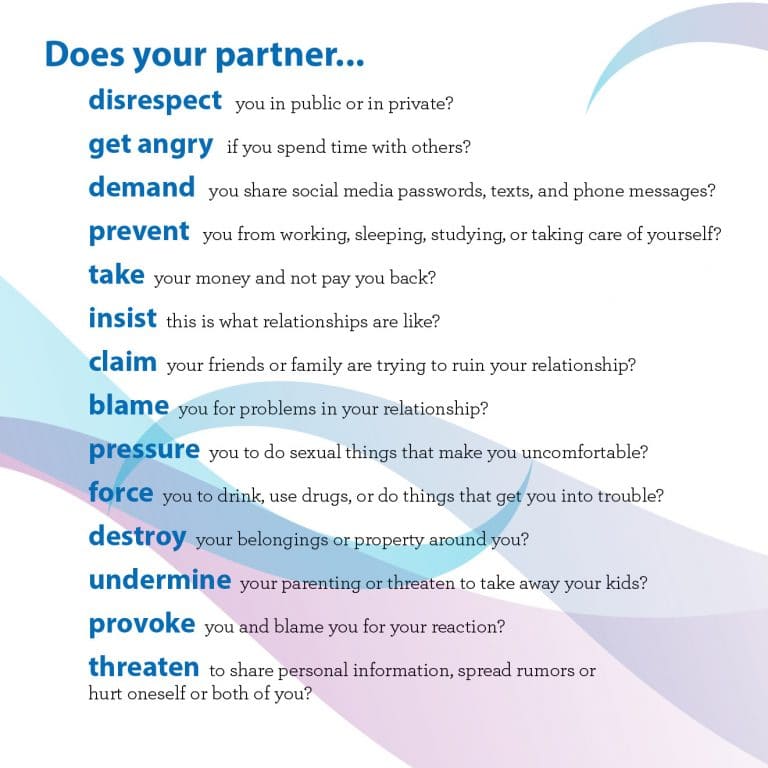 Does your partner...
disrespect you in public or in private?
get angry if you spend time with others?
demand you share social media passwords, texts, and phone messages?
prevent you from working, sleeping, studying, or taking care of yourself?
take your money and not pay you back?
insist this is what relationships are like?
claim your friends or family are trying to ruin your relationship?
blame you for problems in your relationship?
pressure you to do sexual things that make you uncomfortable?
force you to drink, use drugs, or do things that get you into trouble?
destroy your belongings or property around you?
undermine your parenting or threaten to take away your kids?
provoke you and blame you for your reaction?
threaten to share personal information, spread rumors or
hurt oneself or both of you?